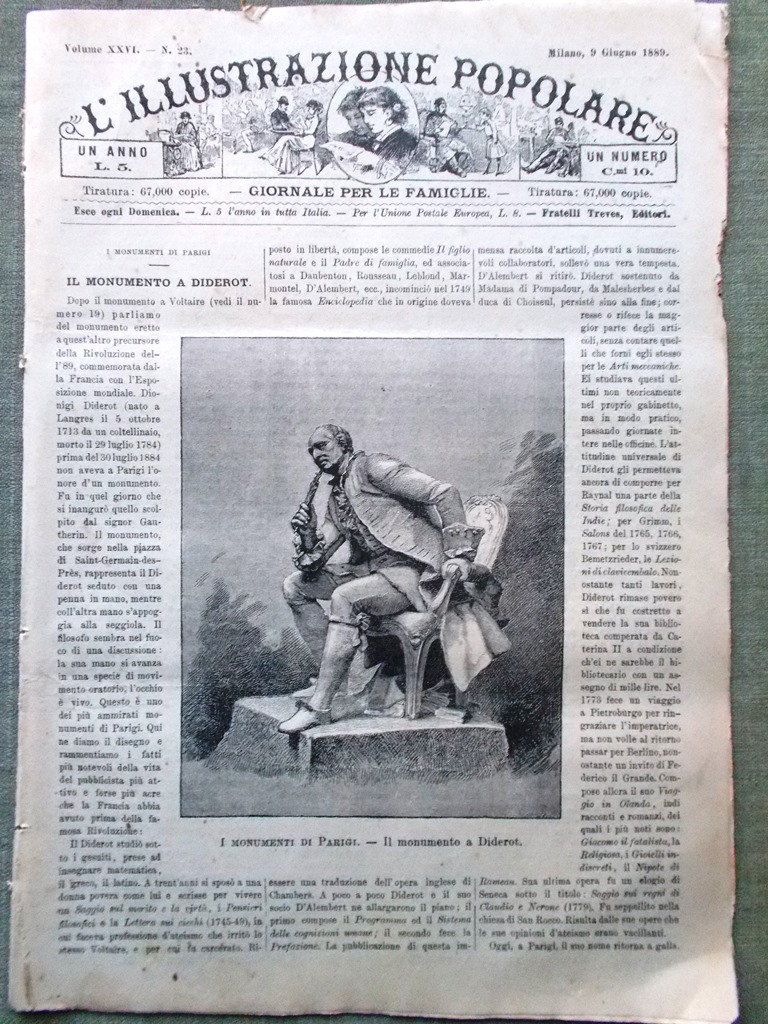 Volume XXVI. — N. 23.
Milano, 9 Giugno 1889.
L'ILLUSTRAZIONE POPOLARE
UN ANNO
L. 5.
UN NUMERO
C.mi 10.
Tiratura: 67,000 copie. — GIORNALE PER LE FAMIGLIE. — Tiratura: 67,000 copie.
Esce ogni Domenica. — L. 5 l'anno in tutta Italia. — Per l'Unione Postale Europea, L. 8. — Fratelli Treves, Editori.
I MONUMENTI DI PARIGI
IL MONUMENTO A DIDEROT.
Dopo il monumento a Voltaire (vedi il nu-
mero 19) parliamo
del monumento eretto
a quest'altro precursore
della Rivoluzione del-
l'89, commemorata dal-
la Francia con l'Espo-
sizione mondiale. Dio-
nigi Diderot (nato a
Langres il 5 ottobre
1713 da un coltellinaio,
morto il 29 luglio 1784)
prima del 30 luglio 1884
non aveva a Parigi l'o-
nore d'un monumento.
Fu in quel giorno che
si inaugurò quello scol-
pito dal signor Gau-
therin. Il monumento,
che sorge nella piazza
di Saint-Germain-des-
Près, rappresenta il Di-
derot seduto con una
penna in mano, mentre
coll'altra mano s'appog-
gia alla seggiola. Il
filosofo sembra nel fuo-
co di una discussione:
la sua mano si avanza
in una specie di movi-
mento oratorio, l'occhio
è vivo. Questo è uno
dei più ammirati mo-
numenti di Parigi. Qui
ne diamo il disegno e
rammentiamo i fatti
più notevoli della vita
del pubblicista più at-
tivo e forse più acre
che la Francia abbia
avuto prima della fa-
mosa Rivoluzione:
Il Diderot studiò sot-
to i gesuiti, prese ad
insegnare matematica,
il greco, il latino. A trent'anni si sposò a una
donna povera come lui e scrisse per vivere
un Saggio sul merito e la virtù, i Pensieri
filosofici e la Lettera sui ciechi (1745-49), in
cui faceva professione d'ateismo che irritò lo
stesso Voltaire, e per cui fu carcerato. Ri-
posto in libertà, compose le commedie Il figlio
naturale e il Padre di famiglia, ed associa-
tosi a Daubenton, Rousseau, Leblond, Mar-
montel, D'Alembert, ecc., incominciò nel 1749
la famosa Enciclopedia che in origine doveva
I MONUMENTI DI PARIGI. — Il monumento a Diderot.
essere una traduzione dell'opera inglese di
Chambers. A poco a poco Diderot e il suo
socio D'Alembert ne allargarono il piano; il
primo compose il Programma ed il Sistema
delle cognizioni umane; il secondo fece la
Prefazione. La pubblicazione di questa im-
mensa raccolta d'articoli, dovuti a innumere-
voli collaboratori, sollevò una vera tempesta.
D'Alembert si ritirò. Diderot sostenuto da
Madama di Pompadour, da Malesherbes e dal
duca di Choiseul, persistè sino alla fine; cor-
resse o rifece la mag-
gior parte degli arti-
coli, senza contare quel-
li che fornì egli stesso
per le Arti meccaniche.
Ei studiava questi ul-
timi non teoricamente
nel proprio gabinetto,
ma in modo pratico,
passando giornate in-
tere nelle officine. L'at-
titudine universale di
Diderot gli permetteva
ancora di comporre per
Raynal una parte della
Storia filosofica delle
Indie; per Grimm, i
Salons del 1765, 1766,
1767; per lo svizzero
Bemetzrieder, le Lezio-
ni di clavicembalo. Non-
ostante tanti lavori,
Diderot rimase povero
sì che fu costretto a
vendere la sua biblio-
teca comperata da Ca-
terina II a condizione
ch'ei ne sarebbe il bi-
bliotecario con un as-
segno di mille lire. Nel
1773 fece un viaggio
a Pietroburgo per rin-
graziare l'imperatrice,
ma non volle al ritorno
passar per Berlino, non-
ostante un invito di Fe-
derico il Grande. Com-
pose allora il suo Viag-
gio in Olanda, indi
racconti e romanzi, dei
quali i più noti sono:
Giacomo il fatalista, la
Religiosa, i Gioielli in-
discreti, il Nipote di
Rameau. Sua ultima opera fu un elogio di
Seneca sotto il titolo: Saggio sui regni di
Claudio e Nerone (1779). Fu seppellito nella
chiesa di San Rocco. Risulta dalle sue opere che
le sue opinioni d'ateismo erano vacillanti.
Oggi, a Parigi, il suo nome ritorna a galla.